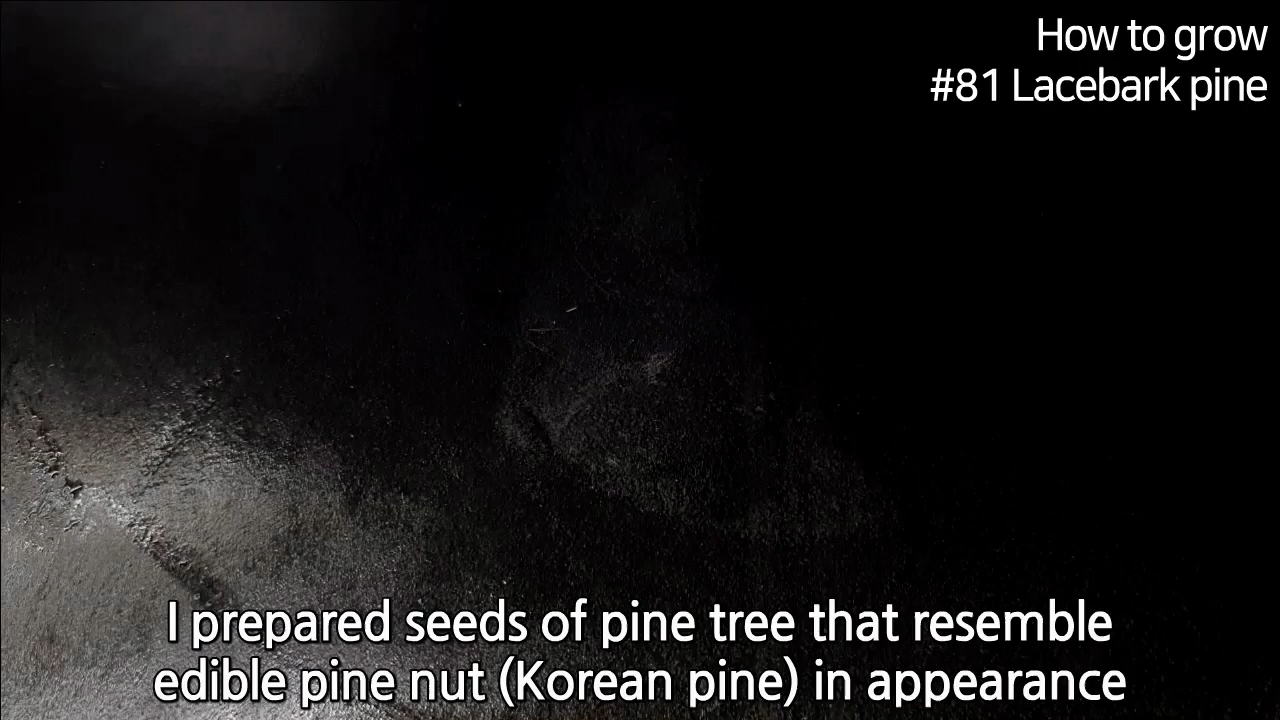 How to grow
#81 Lacebark pine
I prepared seeds of pine tree that resemble
edible pine nut (Korean pine) in appearance